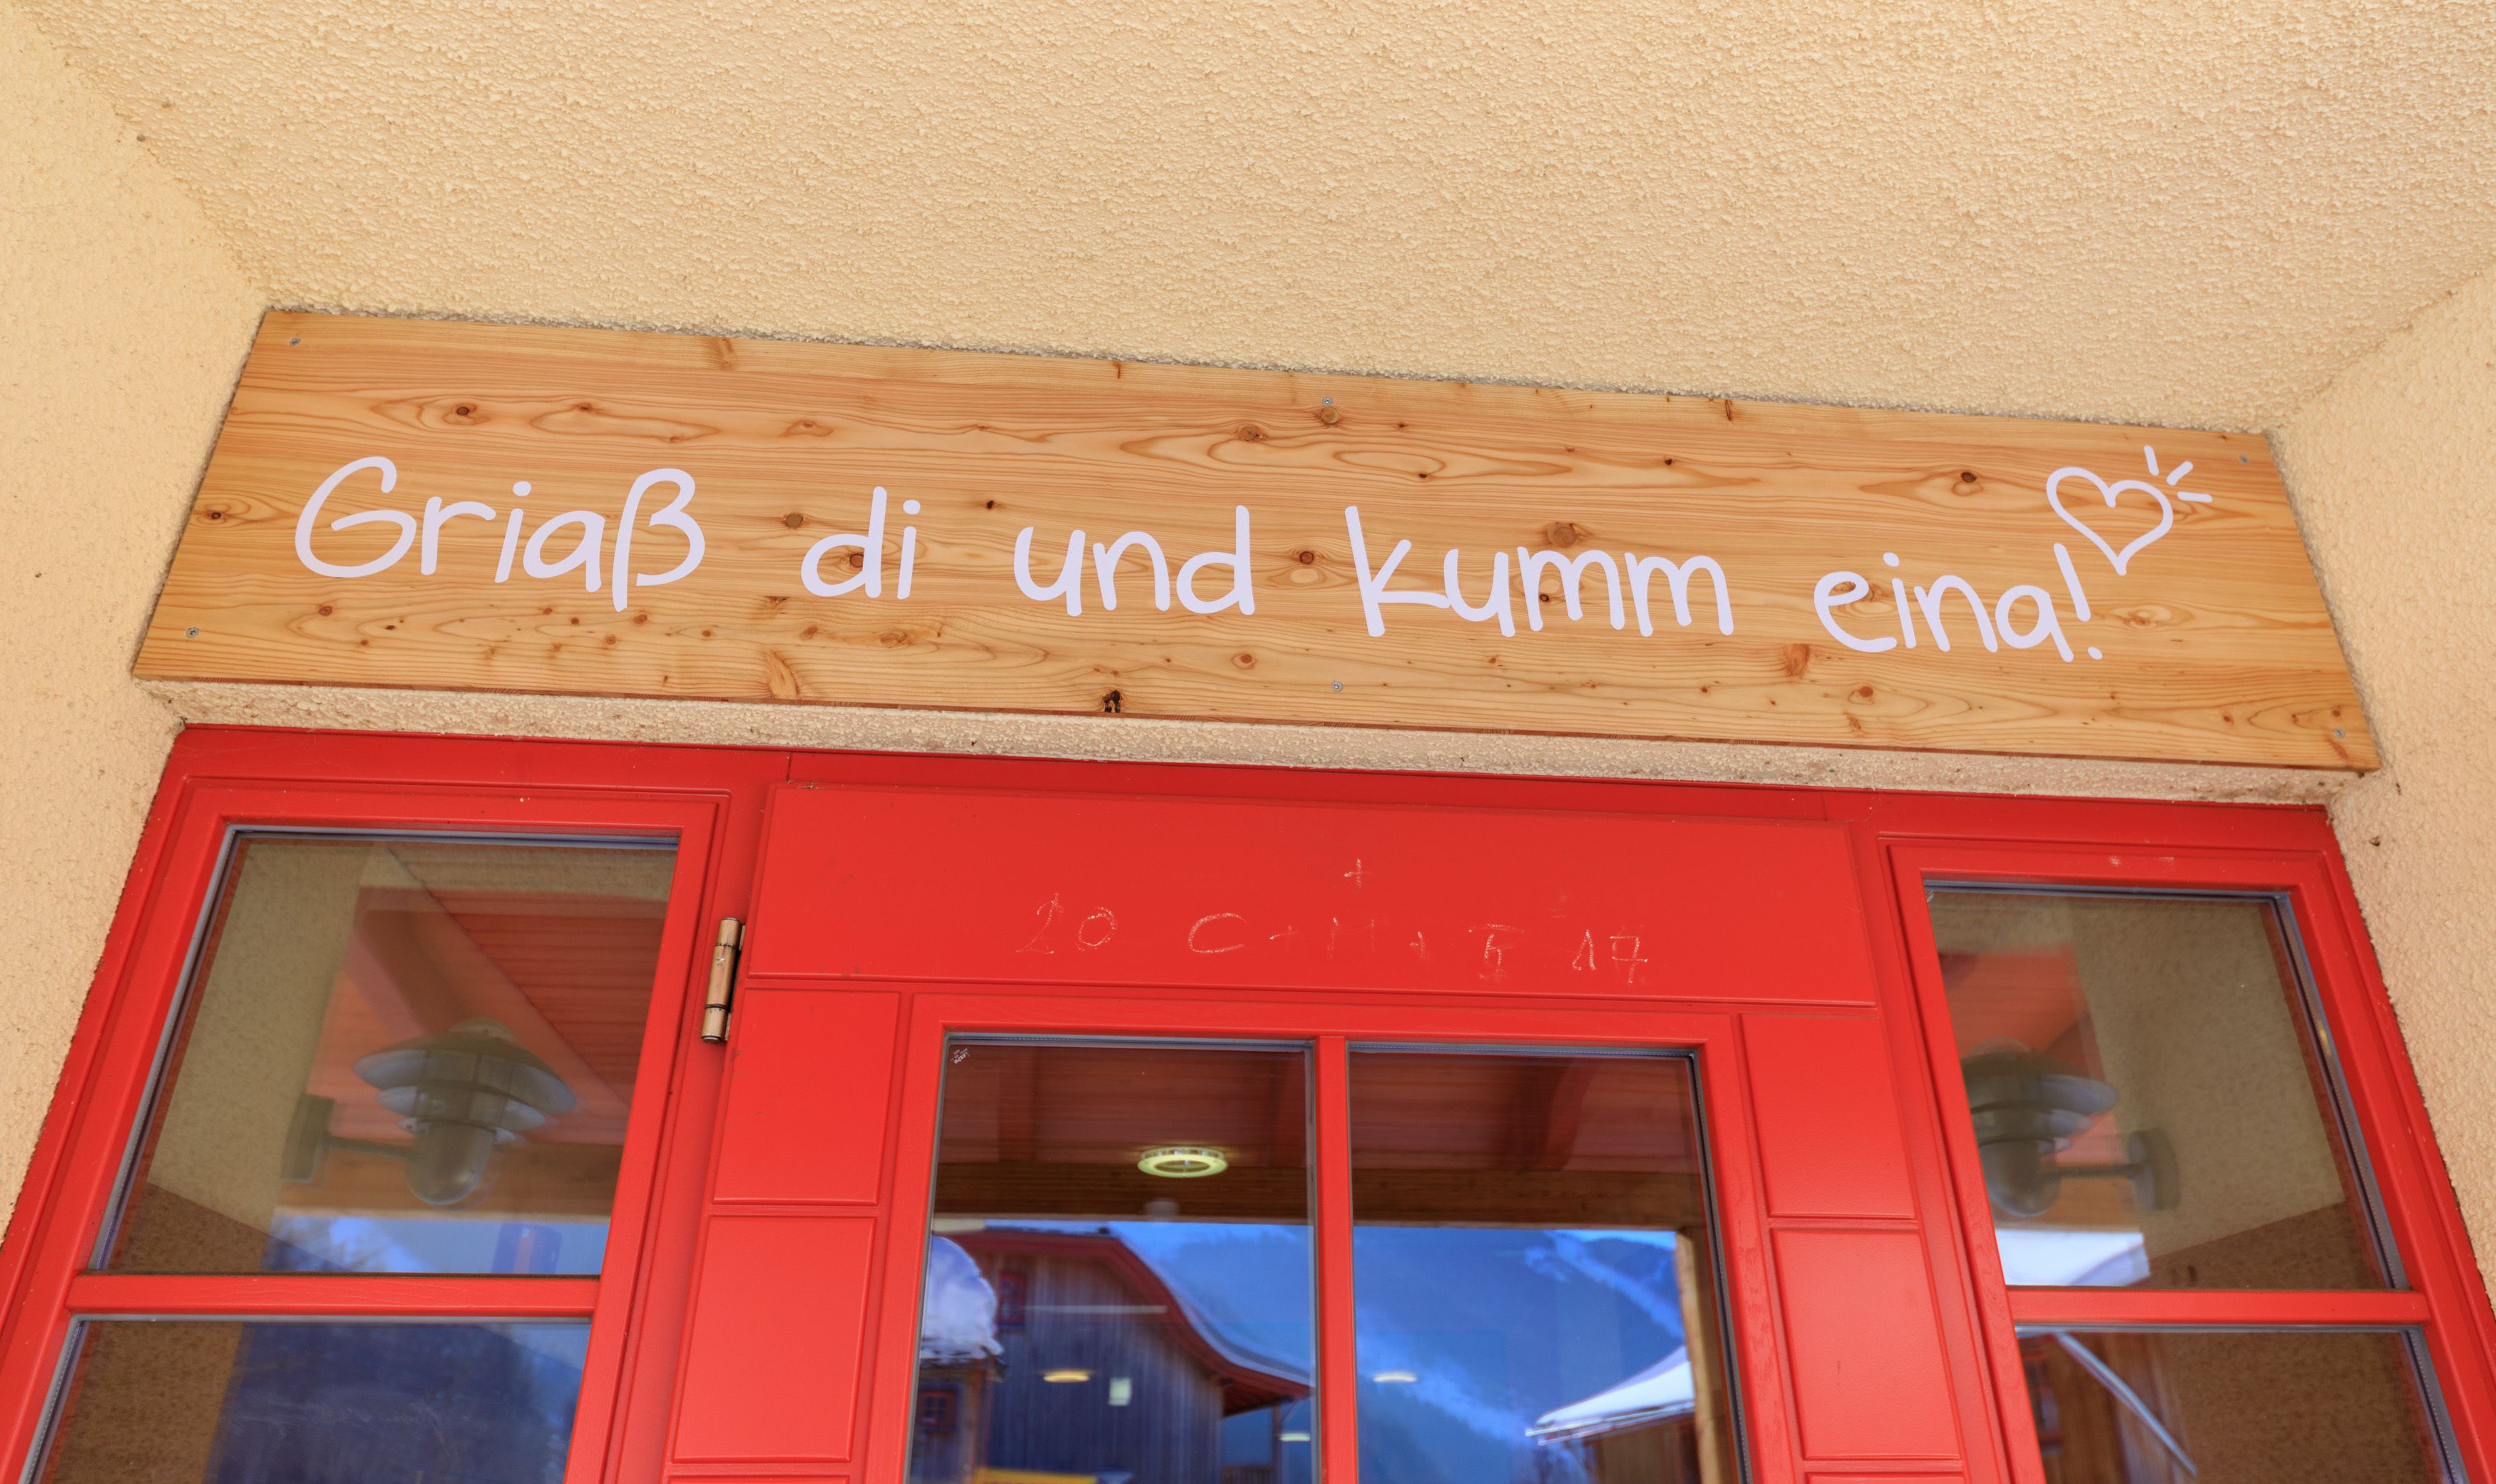 Griaß di und kumm eina!
20 C + M + B 17